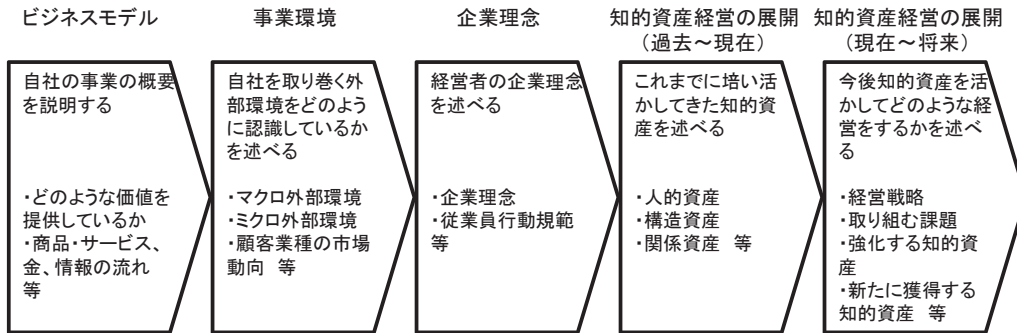 ビジネスモデル
自社の事業の概要
を説明する
・どのような価値を
提供しているか
・商品・サービス、
金、情報の流れ
等
事業環境
自社を取り巻く外
部環境をどのよう
に認識しているか
を述べる
・マクロ外部環境
・ミクロ外部環境
・顧客業種の市場
動向 等
企業理念
経営者の企業理念
を述べる
・企業理念
・従業員行動規範
等
知的資産経営の展開
（過去～現在）
これまでに培い活
かしてきた知的資
産を述べる
・人的資産
・構造資産
・関係資産 等
知的資産経営の展開
（現在～将来）
今後知的資産を活
かしてどのような経
営をするかを述べ
る
・経営戦略
・取り組む課題
・強化する知的資
産
・新たに獲得する
知的資産 等